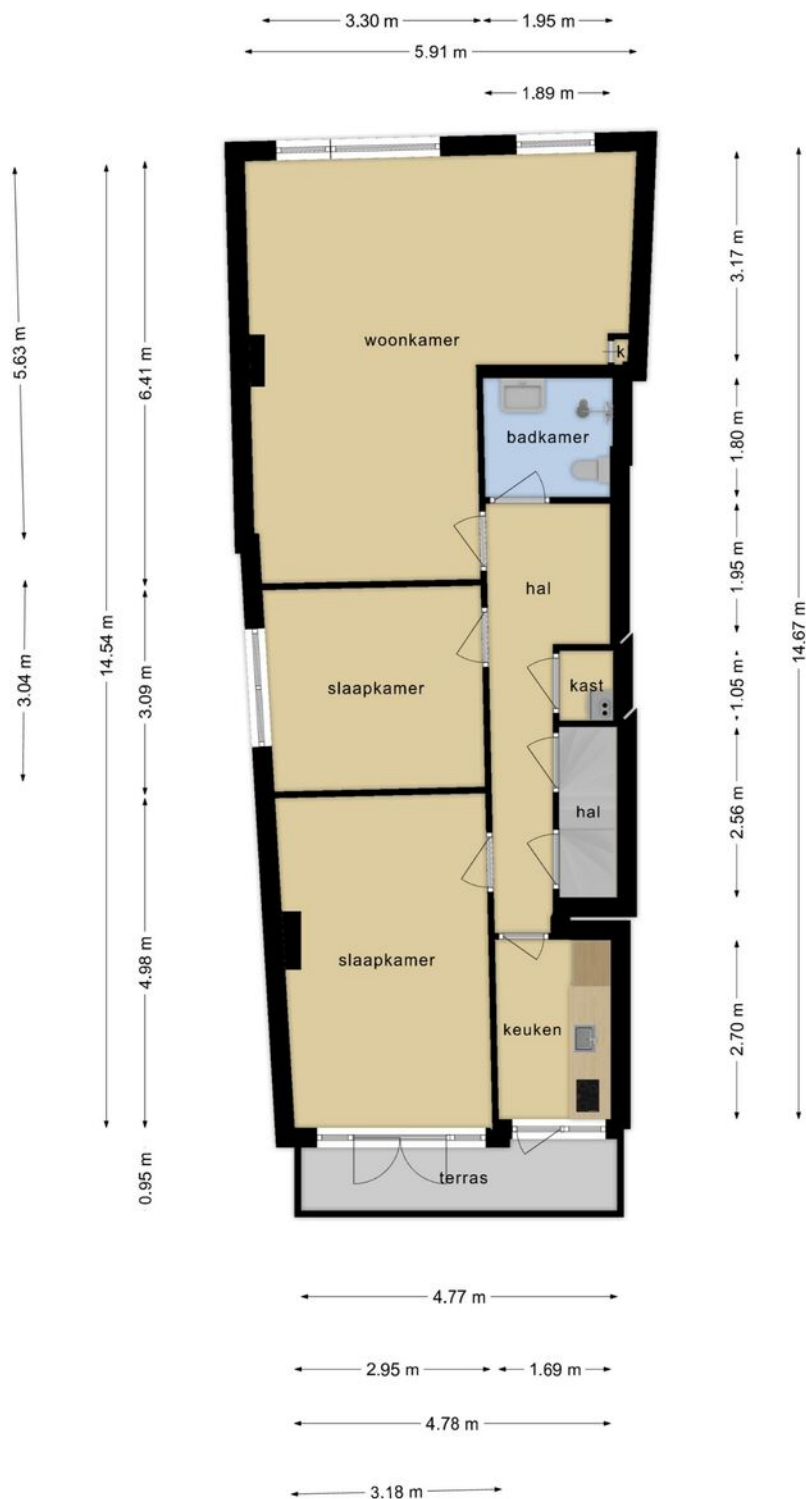 3.30 m
1.95 m
5.91 m
1.89 m
5.63 m
3.04 m
14.54 m
6.41 m
3.09 m
4.98 m
0.95 m
woonkamer
k
badkamer
hal
slaapkamer
kast
hal
slaapkamer
keuken
terras
3.17 m
1.80 m
1.95 m
1.05 m
2.56 m
2.70 m
14.67 m
4.77 m
2.95 m
1.69 m
4.78 m
3.18 m